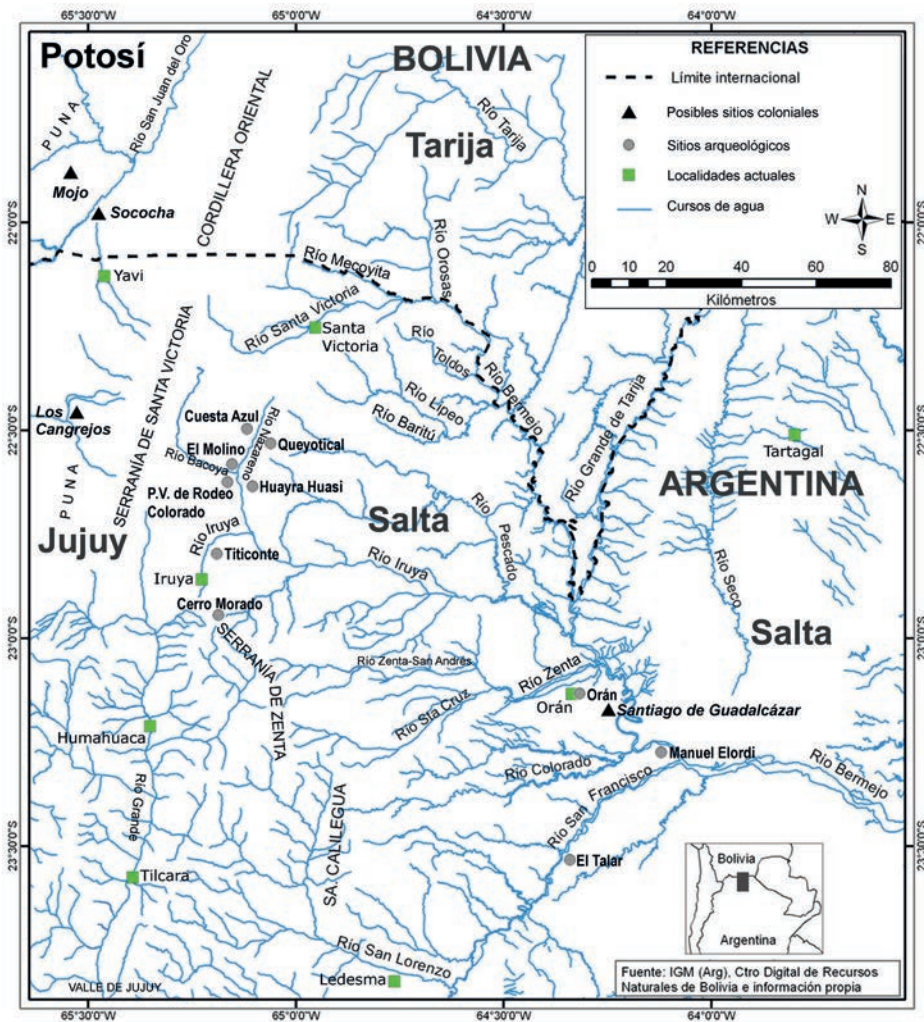 65°30'0"W 65°0'0"W 64°30'0"W 64°0'0"W
Potosí
BOLIVIA
Tarija
REFERENCIAS
Límite internacional
Posibles sitios coloniales
Sitios arqueológicos
Localidades actuales
Cursos de agua
N
W E
S
0 10 20 40 60 80
Kilómetros
PUNA
Río San Juan del Oro
CORDILLERA ORIENTAL
Río Tarija
Mojo
Sococha
22°0'0"S
22°0'0"S
Río Orosas
Río Mecoyita
Yavi
Río Santa Victoria
Santa
Victoria
Río
Toldos
Río Bermejo
Río Grande de Tarija
SERRANÍA DE SANTA VICTORIA
Río Lipeo
Río Baritú
Los
Cangrejos
PUNA
Cuesta Azul
Río Nazareno
Queyotical
El Molino
Río Bacoya
P.V. de Rodeo
Colorado
Huayra Huasi
22°30'0"S
22°30'0"S
Tartagal
ARGENTINA
Jujuy
Salta
Río
Pescado
Río Iruya
Titiconte
Río Iruya
Iruya
Río Seco
Cerro Morado
SERRANÍA DE ZENTA
Salta
23°0'0"S
23°0'0"S
Río Zenta-San Andrés
Río Zenta
Orán
Orán
Santiago de Guadalcázar
Río Sta Cruz
Humahuaca
Manuel Elordi
Río Colorado
Río San Francisco
Río Bermejo
Río Grande
SA. CALILEGUA
23°30'0"S
23°30'0"S
El Talar
Tilcara
Bolivia
Argentina
Río San Lorenzo
Ledesma
VALLE DE JUJUY
Fuente: IGM (Arg), Ctro Digital de Recursos
Naturales de Bolivia e información propia
65°30'0"W 65°0'0"W 64°30'0"W 64°0'0"W